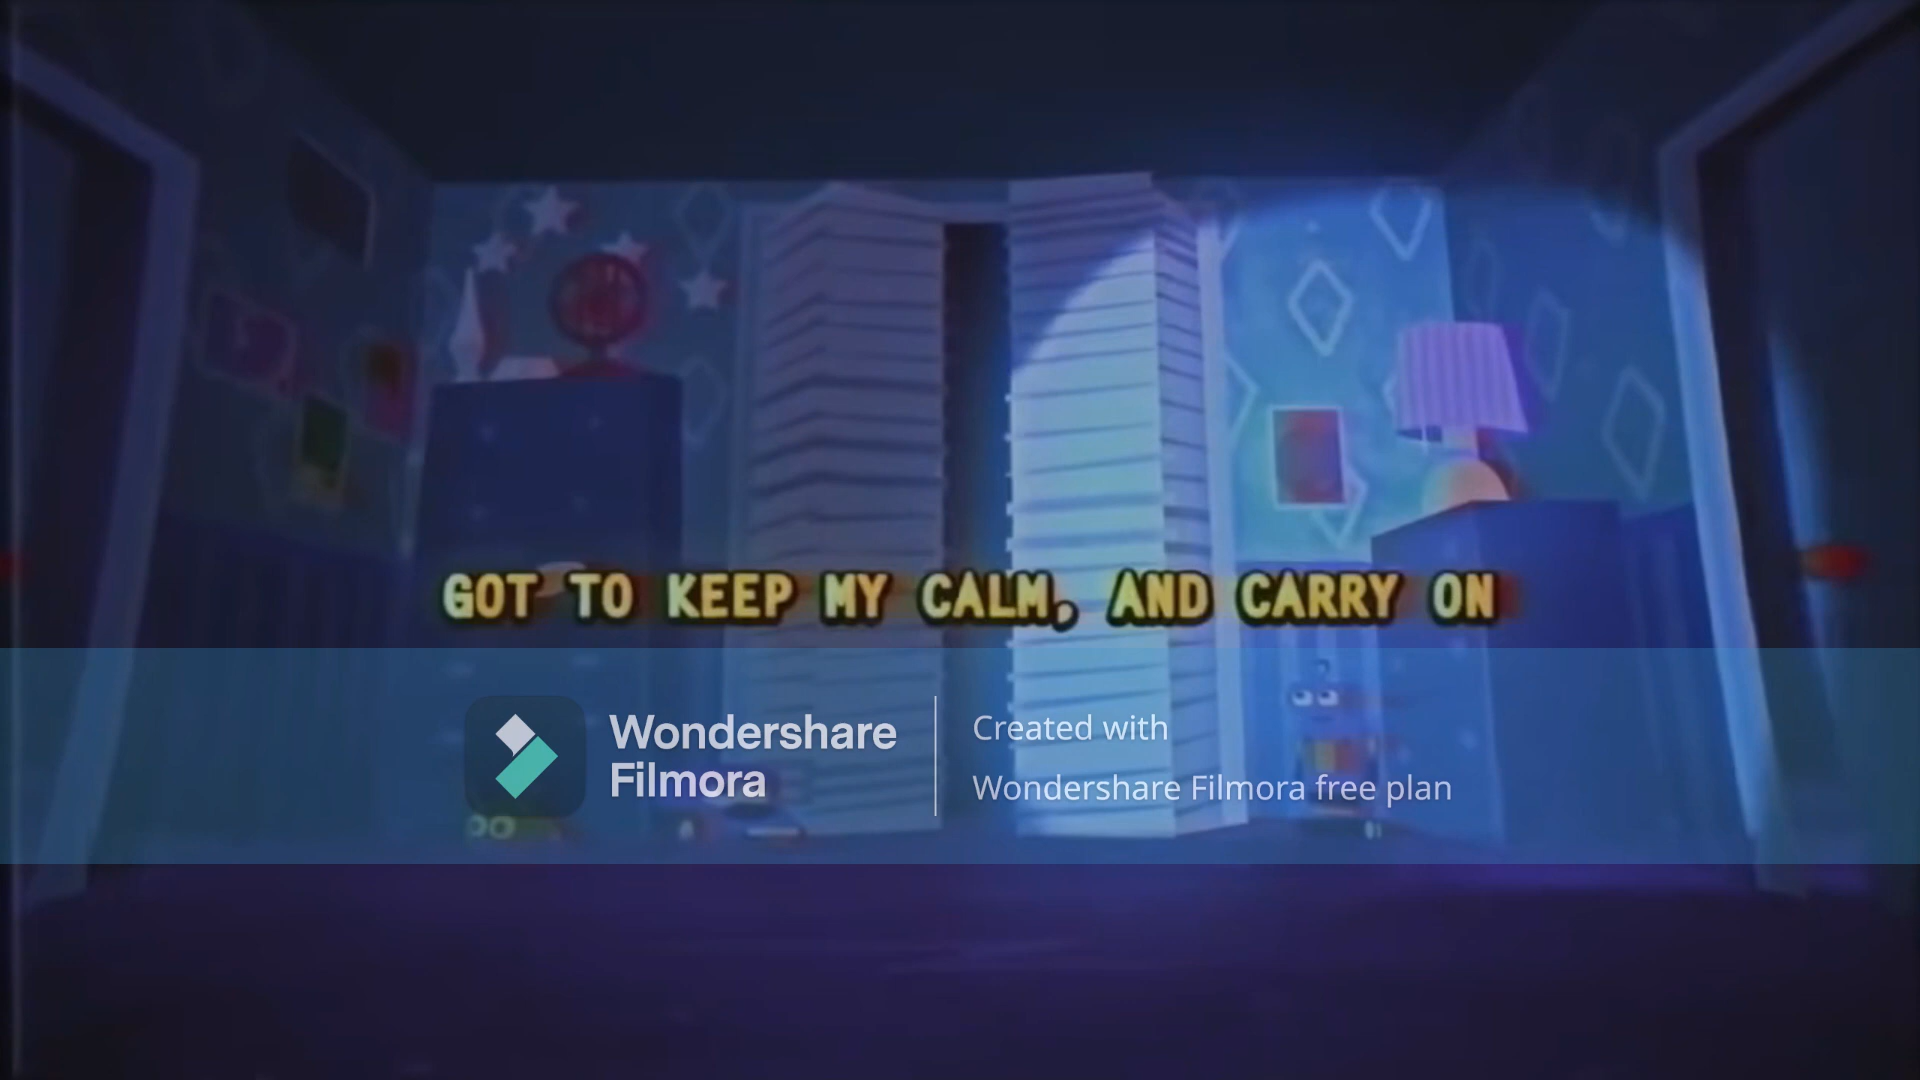 GOT TO KEEP MY CALM, AND CARRY ON
Wondershare
Filmora
Created with
Wondershare Filmora free plan